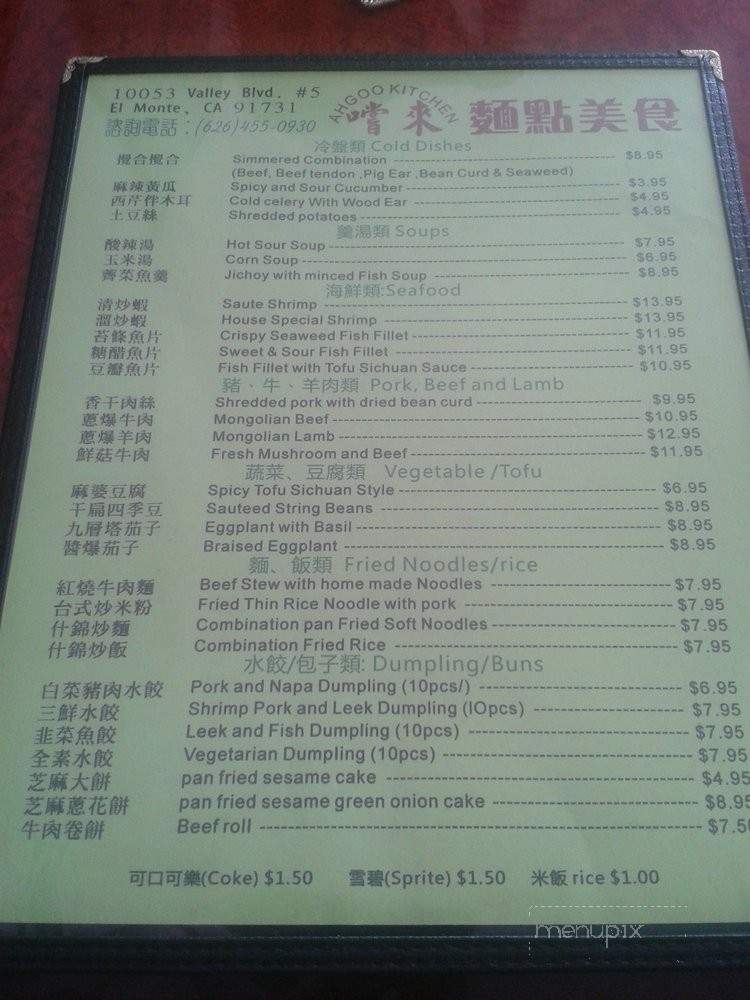 10053 Valley Blvd. #5
El Monte, CA 91731
諮詢電話：(626)455-0930
AHGOO KITCHEN
嚐來 麵點美食
冷盤類 Cold Dishes
攪合攪合 Simmered Combination $8.95
(Beef, Beef tendon ,Pig Ear ,Bean Curd & Seaweed)
麻辣黃瓜 Spicy and Sour Cucumber $3.95
西芹伴木耳 Cold celery With Wood Ear $4.95
土豆絲 Shredded potatoes $4.95
羹湯類 Soups
酸辣湯 Hot Sour Soup $7.95
玉米湯 Corn Soup $6.95
薺菜魚羹 Jichoy with minced Fish Soup $8.95
海鮮類:Seafood
清炒蝦 Saute Shrimp $13.95
溜炒蝦 House Special Shrimp $13.95
苔條魚片 Crispy Seaweed Fish Fillet $11.95
糖醋魚片 Sweet & Sour Fish Fillet $11.95
豆瓣魚片 Fish Fillet with Tofu Sichuan Sauce $10.95
豬、牛、羊肉類 Pork, Beef and Lamb
香干肉絲 Shredded pork with dried bean curd $9.95
蔥爆牛肉 Mongolian Beef $10.95
蔥爆羊肉 Mongolian Lamb $12.95
鮮菇牛肉 Fresh Mushroom and Beef $11.95
蔬菜、豆腐類 Vegetable /Tofu
麻婆豆腐 Spicy Tofu Sichuan Style $6.95
干扁四季豆 Sauteed String Beans $8.95
九層塔茄子 Eggplant with Basil $8.95
醬爆茄子 Braised Eggplant $8.95
麵、飯類 Fried Noodles/rice
紅燒牛肉麵 Beef Stew with home made Noodles $7.95
台式炒米粉 Fried Thin Rice Noodle with pork $7.95
什錦炒麵 Combination pan Fried Soft Noodles $7.95
什錦炒飯 Combination Fried Rice $7.95
水餃/包子類: Dumpling/Buns
白菜豬肉水餃 Pork and Napa Dumpling (10pcs/) $6.95
三鮮水餃 Shrimp Pork and Leek Dumpling (IOpcs) $7.95
韭菜魚餃 Leek and Fish Dumpling (10pcs) $7.95
全素水餃 Vegetarian Dumpling (10pcs) $7.95
芝麻大餅 pan fried sesame cake $4.95
芝麻蔥花餅 pan fried sesame green onion cake $8.95
牛肉卷餅 Beef roll $7.50
可口可樂(Coke) $1.50 雪碧(Sprite) $1.50 米飯 rice $1.00
menupix